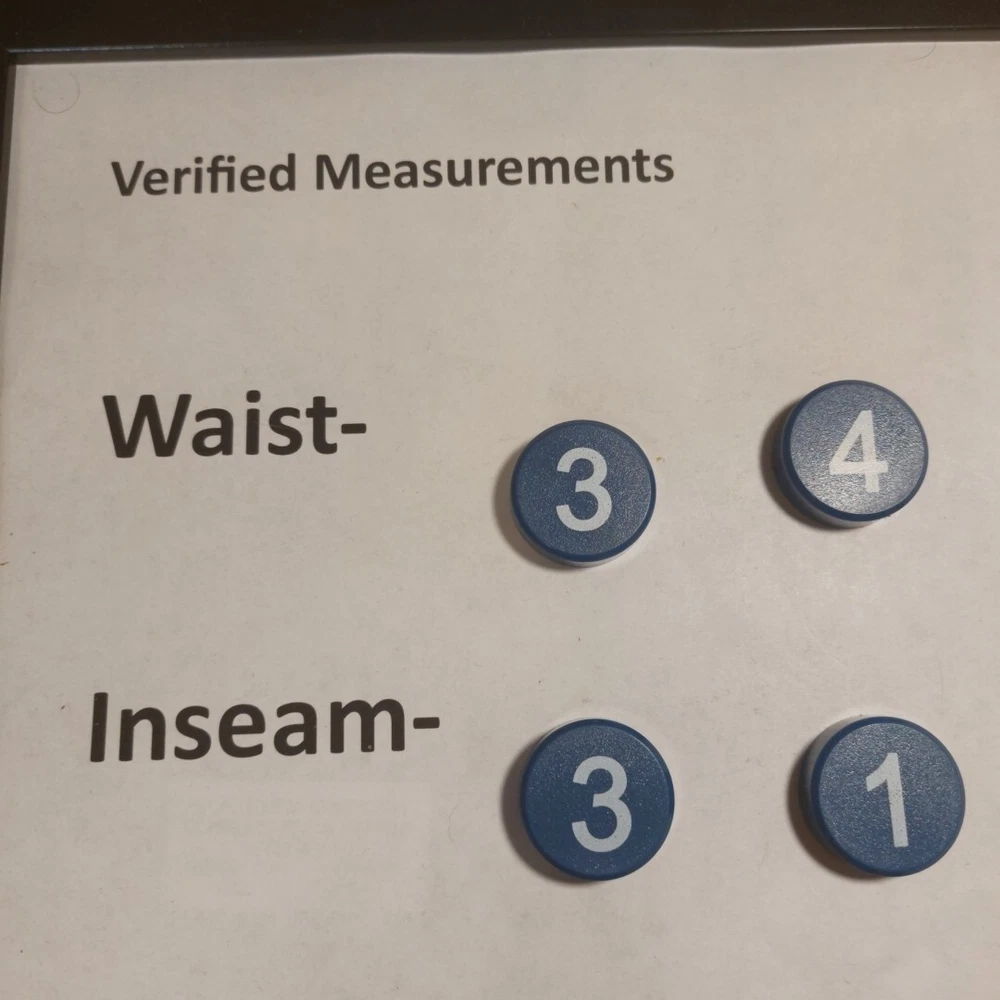 Verified Measurements
Waist- 3 4
Inseam- 3 1